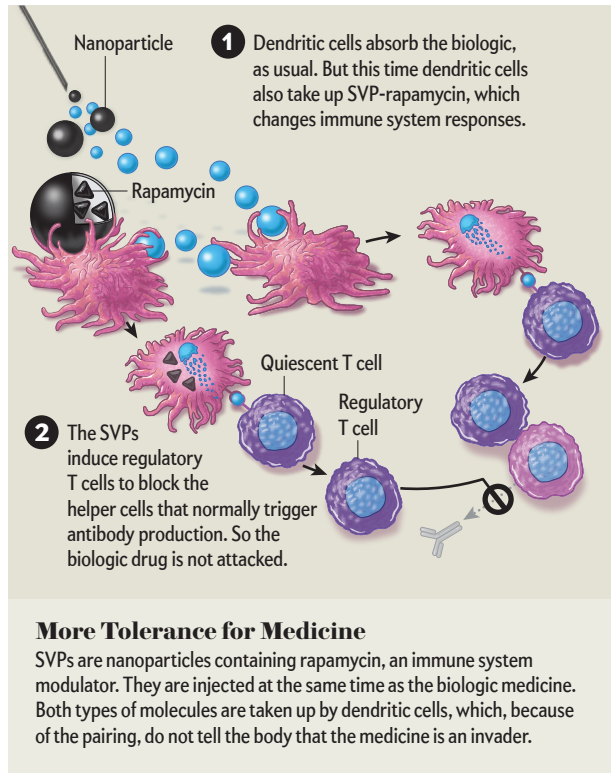 Nanoparticle
1 Dendritic cells absorb the biologic,
as usual. But this time dendritic cells
also take up SVP-rapamycin, which
changes immune system responses.
Rapamycin
Quiescent T cell
Regulatory
T cell
2 The SVPs
induce regulatory
T cells to block the
helper cells that normally trigger
antibody production. So the
biologic drug is not attacked.
More Tolerance for Medicine
SVPs are nanoparticles containing rapamycin, an immune system
modulator. They are injected at the same time as the biologic medicine.
Both types of molecules are taken up by dendritic cells, which, because
of the pairing, do not tell the body that the medicine is an invader.